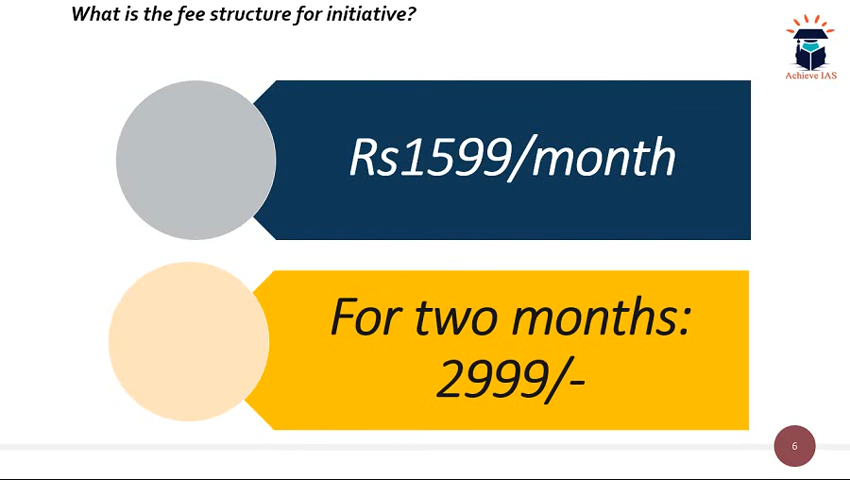 What is the fee structure for initiative?
Achieve IAS
Rs1599/month
For two months:
2999/-
6